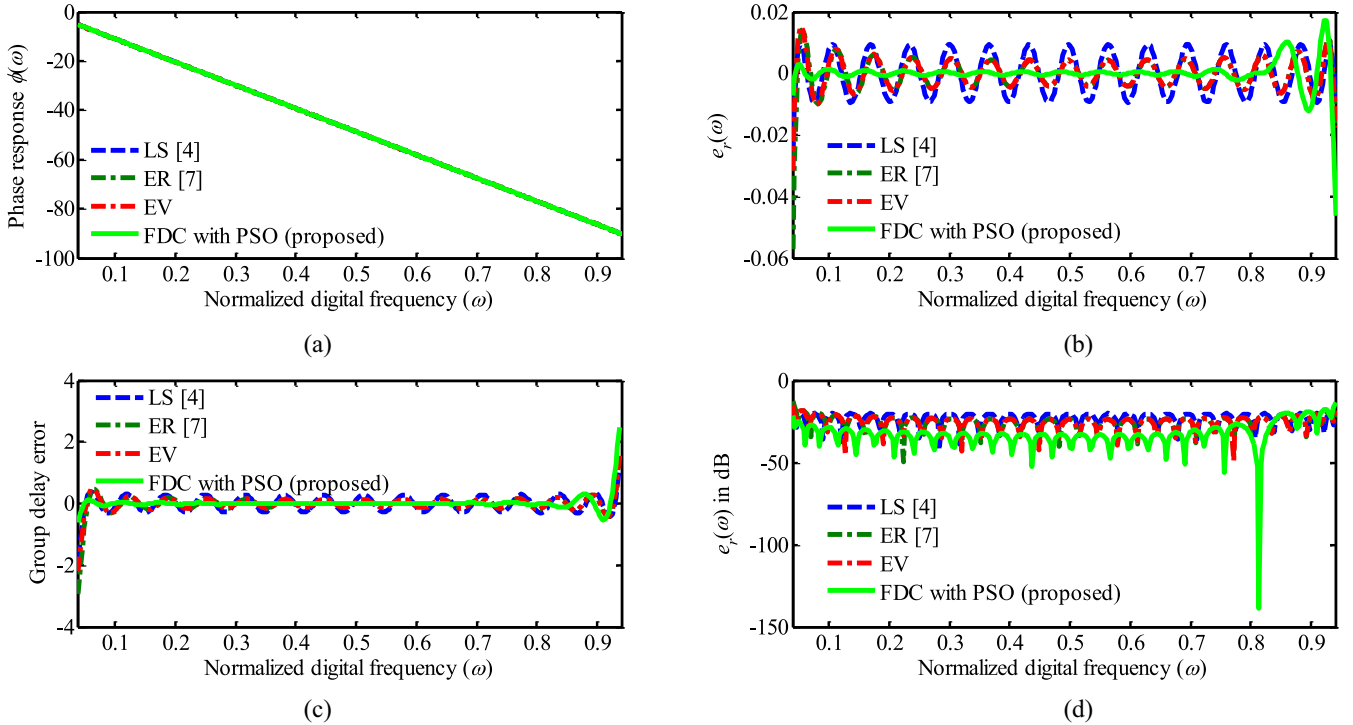 0
-20
-40
-60
-80
-100
Phase response ϕ(ω)
LS [4]
ER [7]
EV
FDC with PSO (proposed)
0.1 0.2 0.3 0.4 0.5 0.6 0.7 0.8 0.9
Normalized digital frequency (ω)
(a)
0.02
0
-0.02
-0.04
-0.06
e_r(ω)
LS [4]
ER [7]
EV
FDC with PSO (proposed)
0.1 0.2 0.3 0.4 0.5 0.6 0.7 0.8 0.9
Normalized digital frequency (ω)
(b)
4
2
0
-2
-4
Group delay error
LS [4]
ER [7]
EV
FDC with PSO (proposed)
0.1 0.2 0.3 0.4 0.5 0.6 0.7 0.8 0.9
Normalized digital frequency (ω)
(c)
0
-50
-100
-150
e_r(ω) in dB
LS [4]
ER [7]
EV
FDC with PSO (proposed)
0.1 0.2 0.3 0.4 0.5 0.6 0.7 0.8 0.9
Normalized digital frequency (ω)
(d)